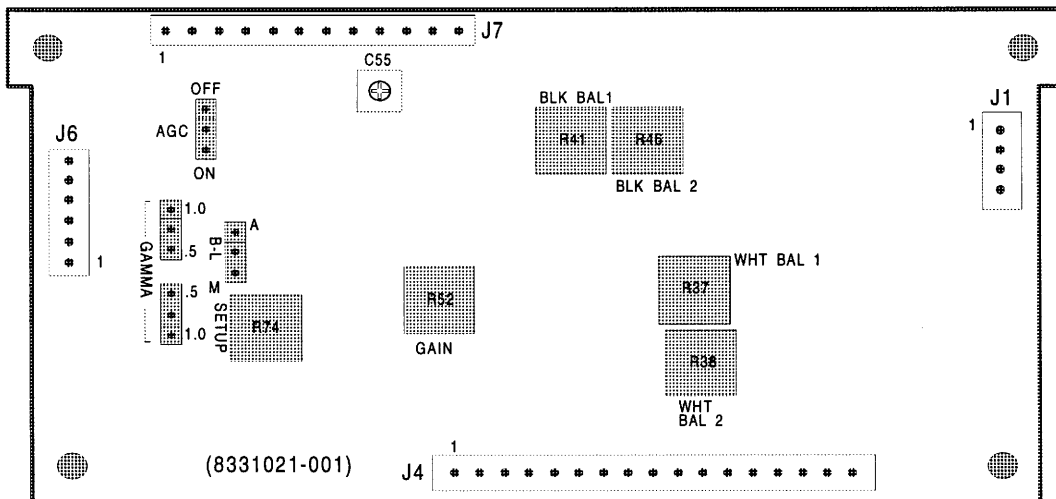 J7
1
C55
OFF
AGC
ON
BLK BAL1
R41
R46
BLK BAL 2
J1
1
J6
1
1.0
.5
GAMMA
.5
1.0
A
B-L
M
SETUP
R74
R52
GAIN
WHT BAL 1
R37
R38
WHT
BAL 2
(8331021-001)
J4
1